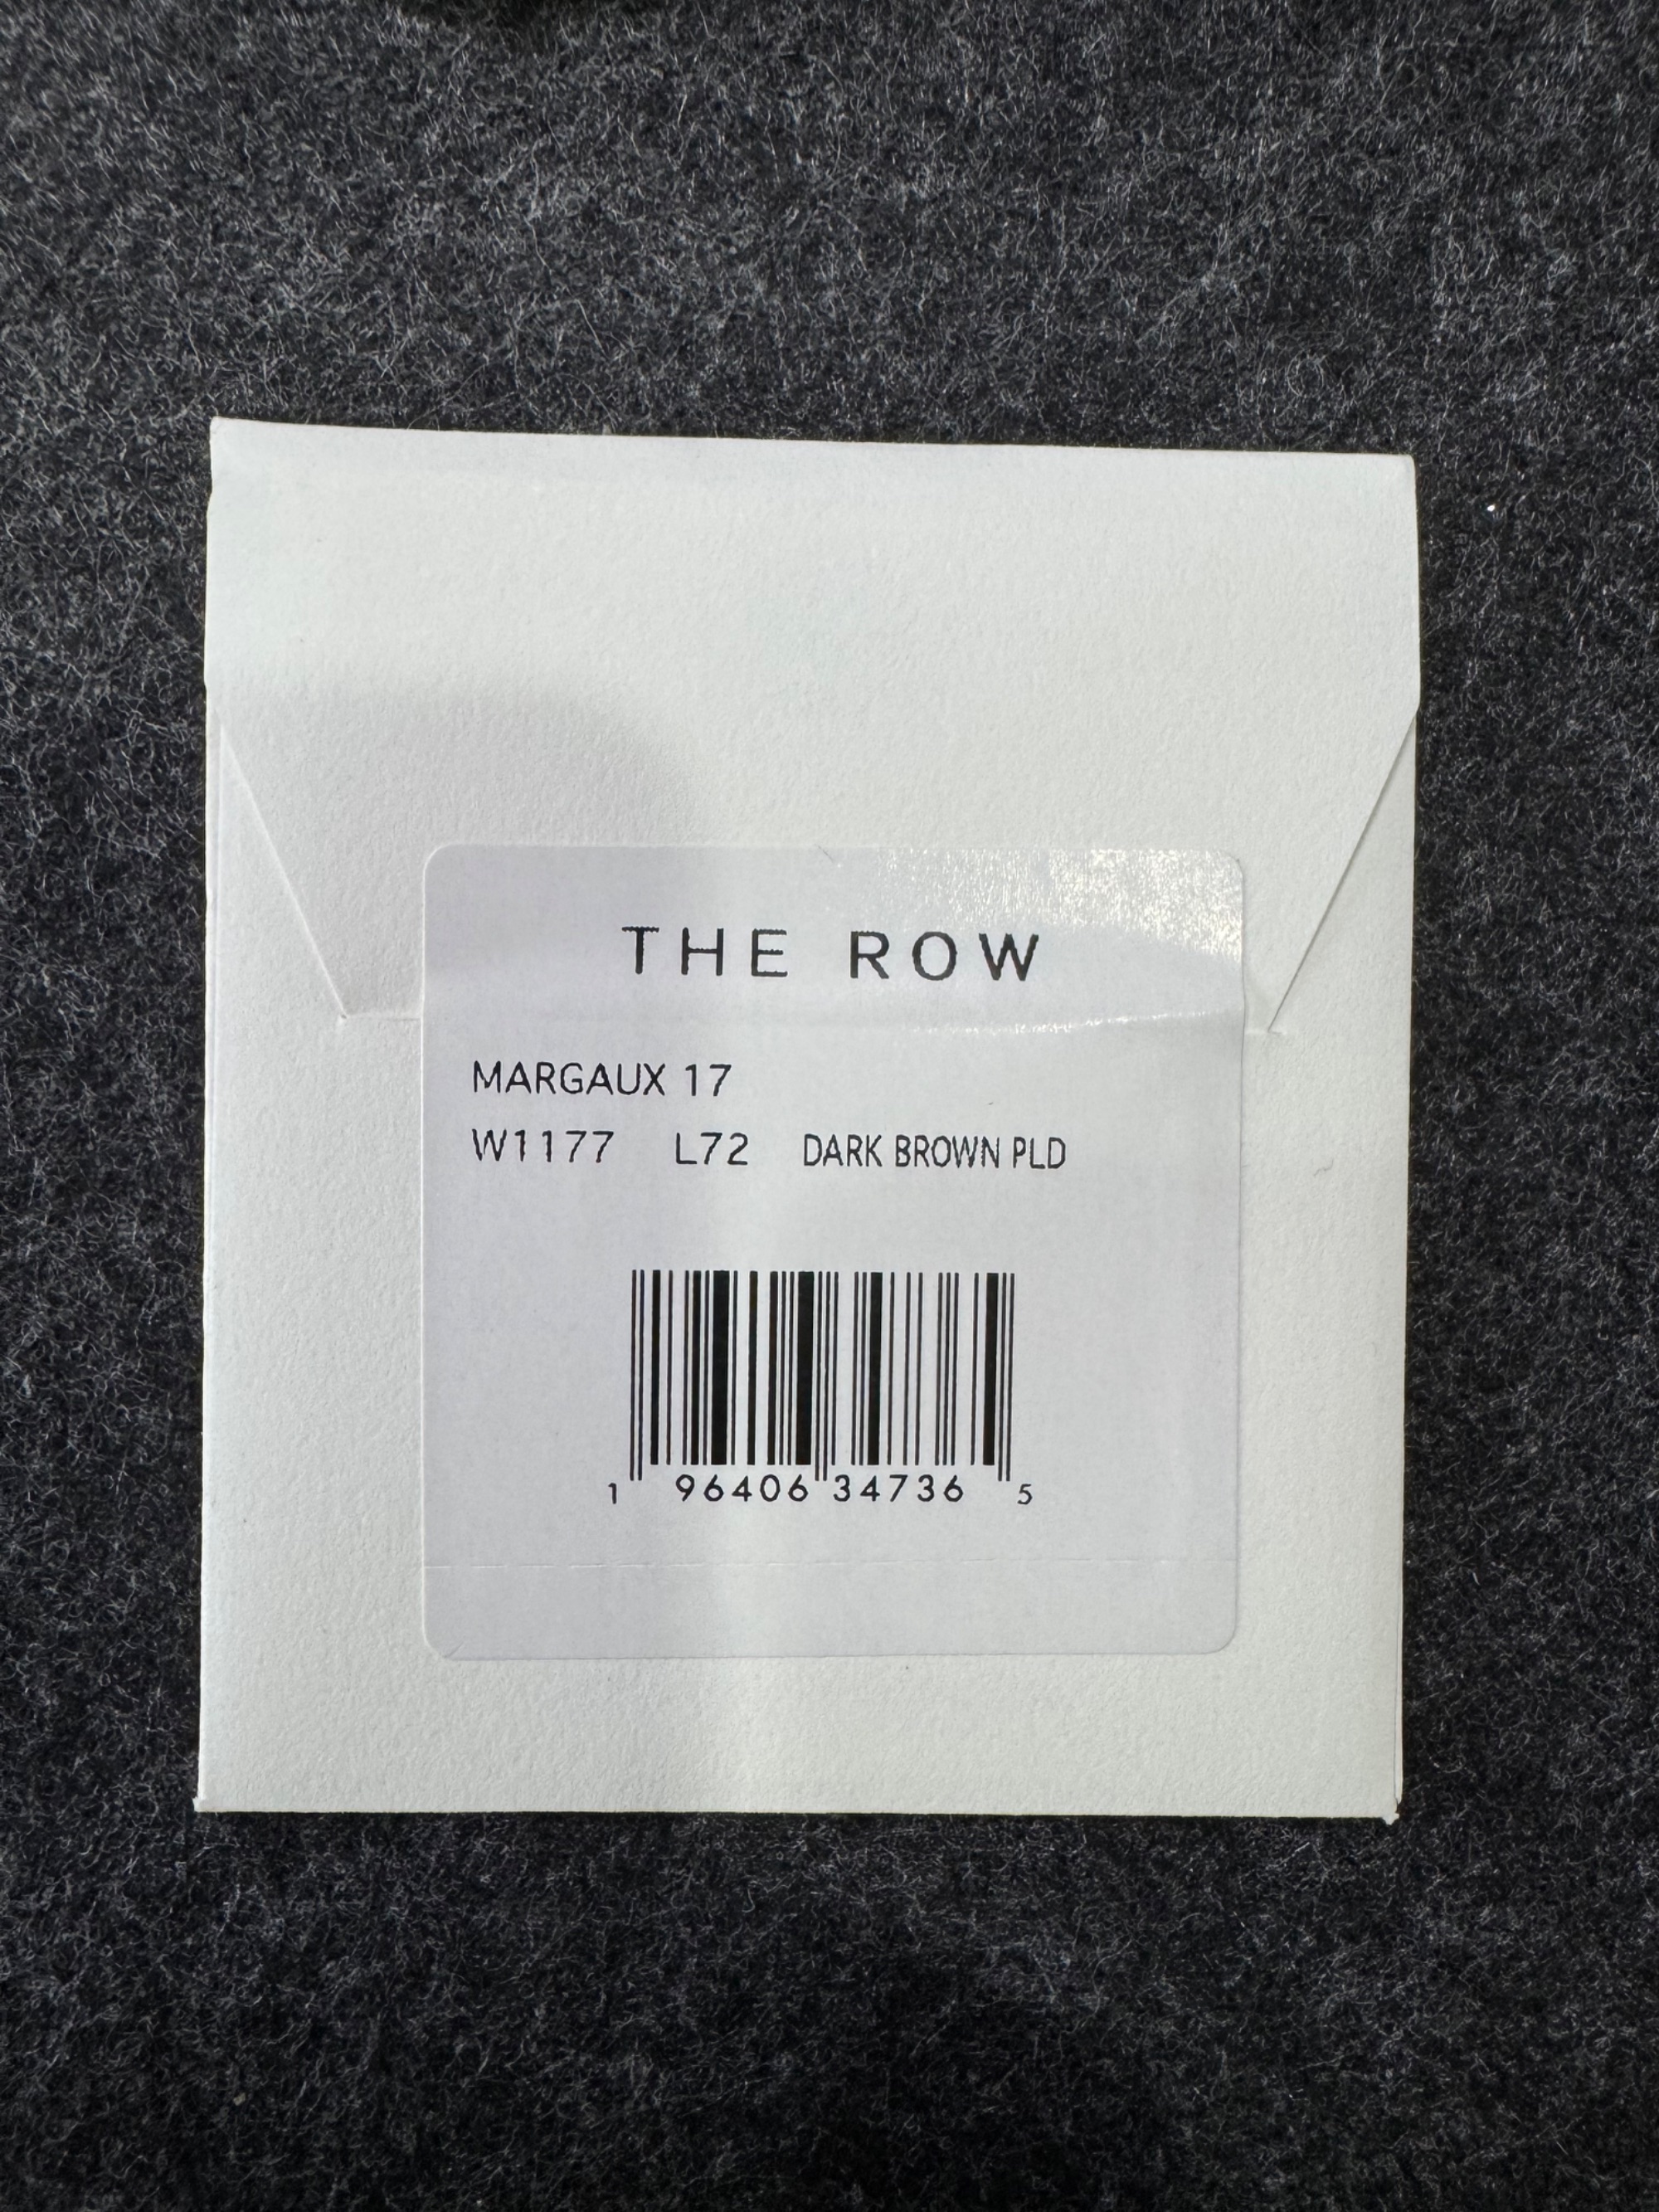 THE ROW
MARGAUX 17
W1177 L72 DARK BROWN PLD
1 96406 34736 5